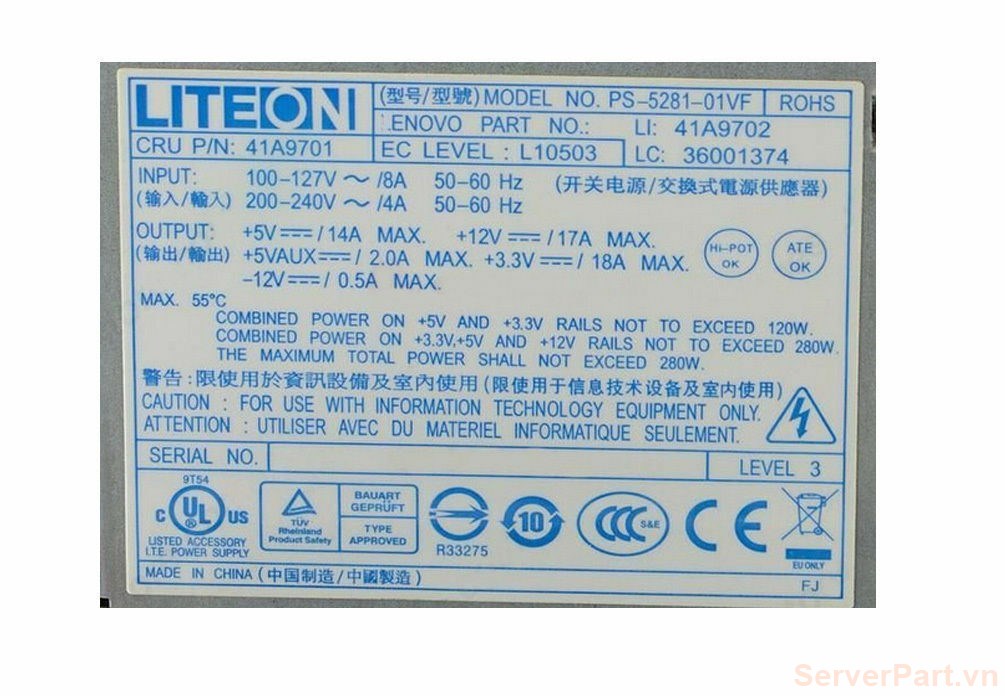 LITEON
(型号/型號) MODEL NO. PS-5281-01VF ROHS
LENOVO PART NO.: LI: 41A9702
CRU P/N: 41A9701 EC LEVEL : L10503 LC: 36001374
INPUT: 100-127V ～ /8A 50-60 Hz (开关电源/交換式電源供應器)
(输入/輸入) 200-240V ～ /4A 50-60 Hz
OUTPUT: +5V ⎓ / 14A MAX. +12V ⎓ / 17A MAX.
(输出/輸出) +5VAUX ⎓ / 2.0A MAX. +3.3V ⎓ / 18A MAX.
-12V ⎓ / 0.5A MAX.
HI-POT OK
ATE OK
MAX. 55°C
COMBINED POWER ON +5V AND +3.3V RAILS NOT TO EXCEED 120W.
COMBINED POWER ON +3.3V,+5V AND +12V RAILS NOT TO EXCEED 280W.
THE MAXIMUM TOTAL POWER SHALL NOT EXCEED 280W.
警告:限使用於資訊設備及室內使用 (限使用于信息技术设备及室内使用)
CAUTION : FOR USE WITH INFORMATION TECHNOLOGY EQUIPMENT ONLY.
ATTENTION : UTILISER AVEC DU MATERIEL INFORMATIQUE SEULEMENT.
SERIAL NO. LEVEL 3
9T54
c UL US
LISTED ACCESSORY
I.T.E. POWER SUPPLY
TÜV
Rheinland
Product Safety
BAUART
GEPRÜFT
TYPE
APPROVED
R33275
10
CCC S&E
CE
EU ONLY
MADE IN CHINA (中国制造/中國製造) FJ
ServerPart.vn